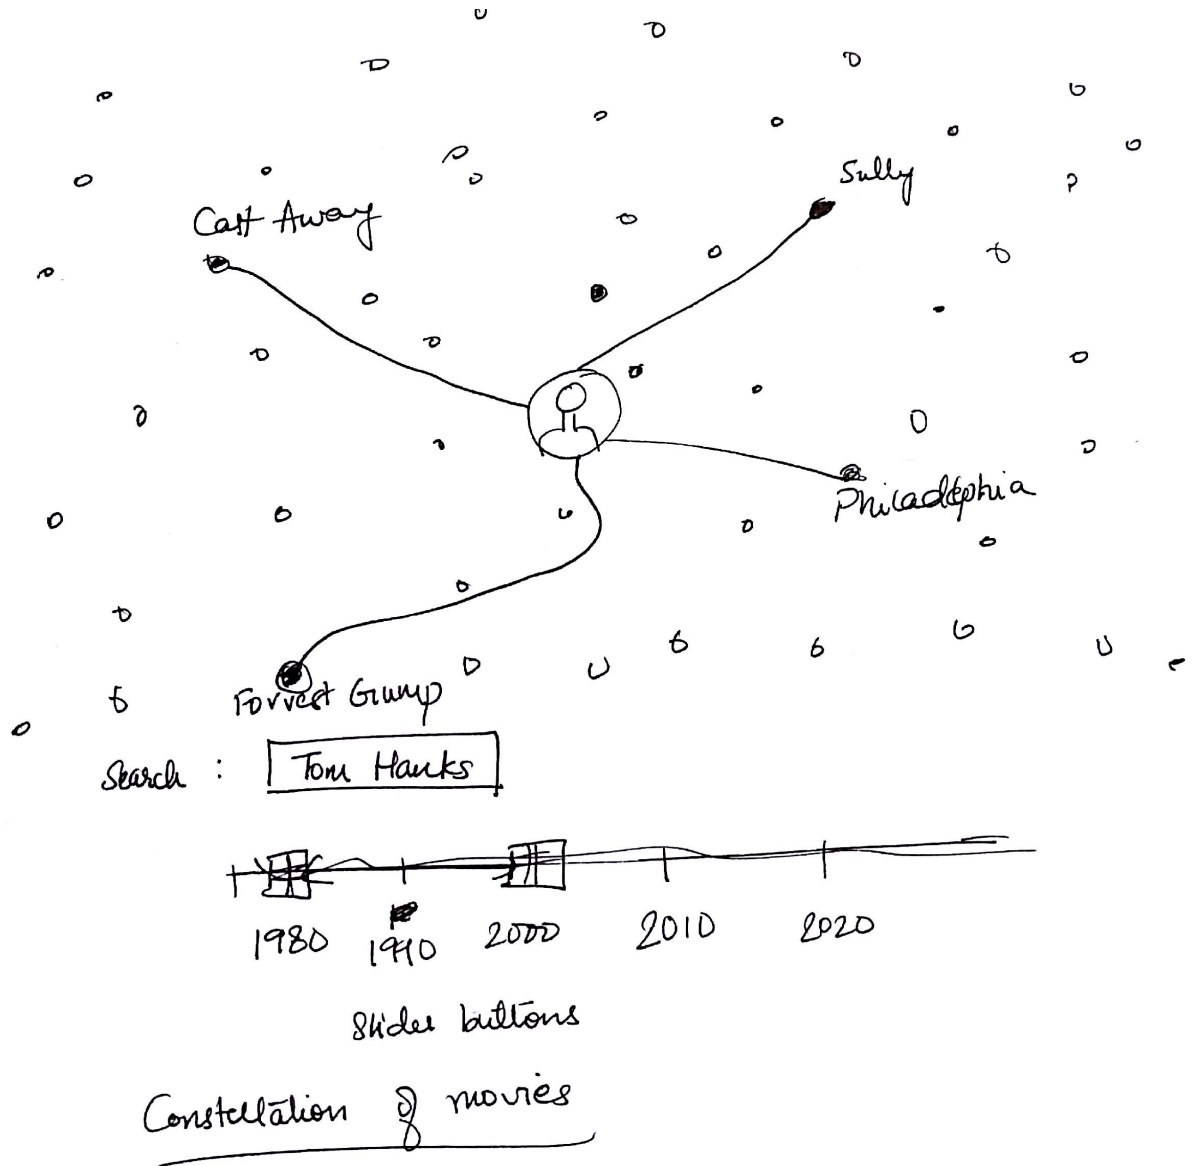 Sully
Cast Away
Philadelphia
Forrest Gump
Search : Tom Hanks
1980 1990 2000 2010 2020
Slider buttons
Constellation of movies